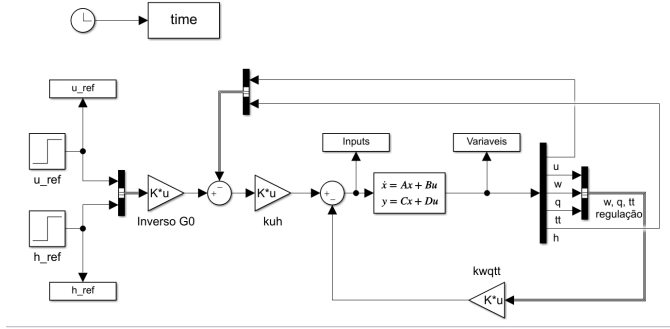 time
u_ref
u_ref
h_ref
h_ref
K*u
Inverso G0
K*u
kuh
Inputs
ẋ = Ax + Bu
y = Cx + Du
Variaveis
u
w
q
tt
h
w, q, tt
regulação
kwqtt
K*u